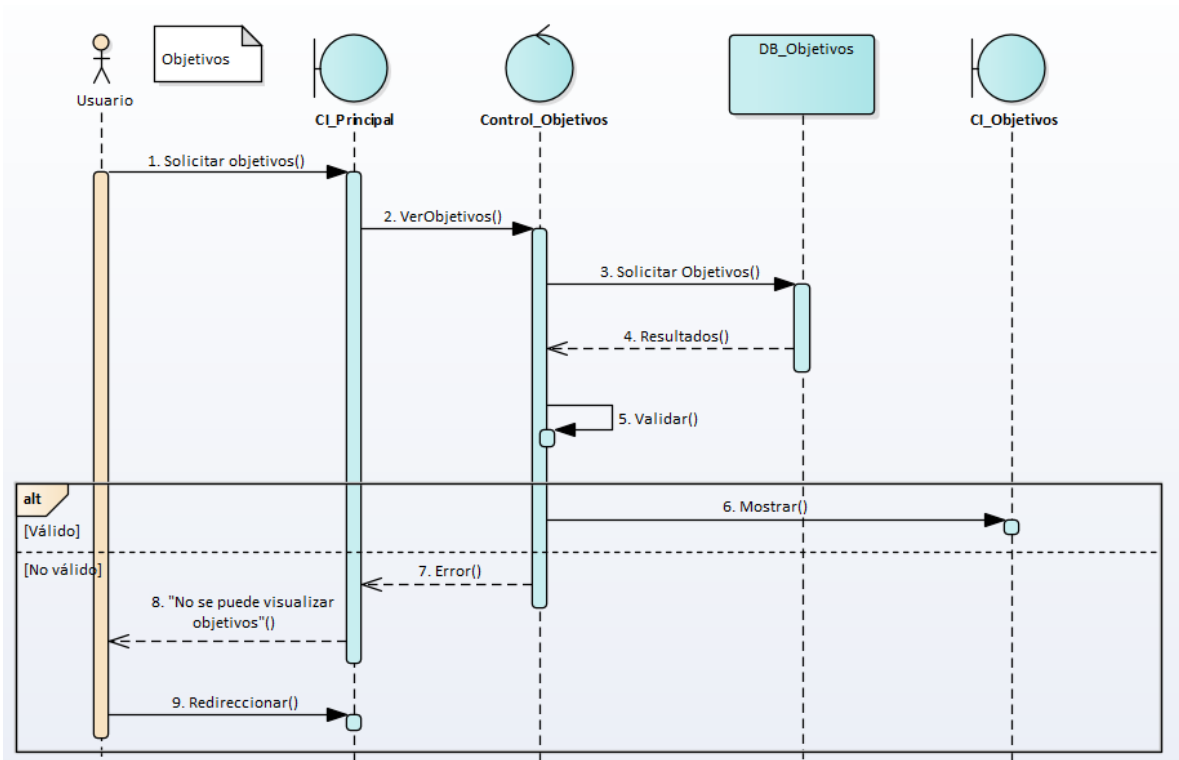 Objetivos
DB_Objetivos
Usuario
CI_Principal
Control_Objetivos
CI_Objetivos
1. Solicitar objetivos()
2. VerObjetivos()
3. Solicitar Objetivos()
4. Resultados()
5. Validar()
alt
6. Mostrar()
[Válido]
[No válido]
7. Error()
8. "No se puede visualizar
objetivos"()
9. Redireccionar()